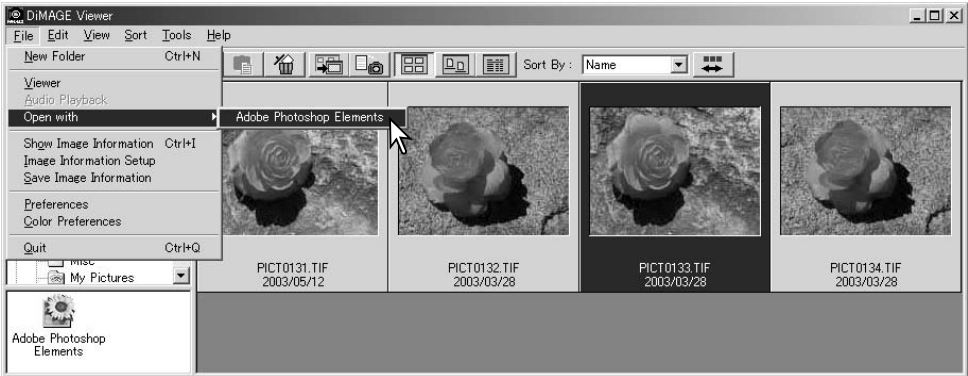 DiMAGE Viewer
File Edit View Sort Tools Help
New Folder Ctrl+N
Sort By : Name
Viewer
Audio Playback
Open with
Adobe Photoshop Elements
Show Image Information Ctrl+I
Image Information Setup
Save Image Information
Preferences
Color Preferences
Quit Ctrl+Q
Misc
My Pictures
PICT0131.TIF
2003/05/12
PICT0132.TIF
2003/03/28
PICT0133.TIF
2003/03/28
PICT0134.TIF
2003/03/28
Adobe Photoshop
Elements